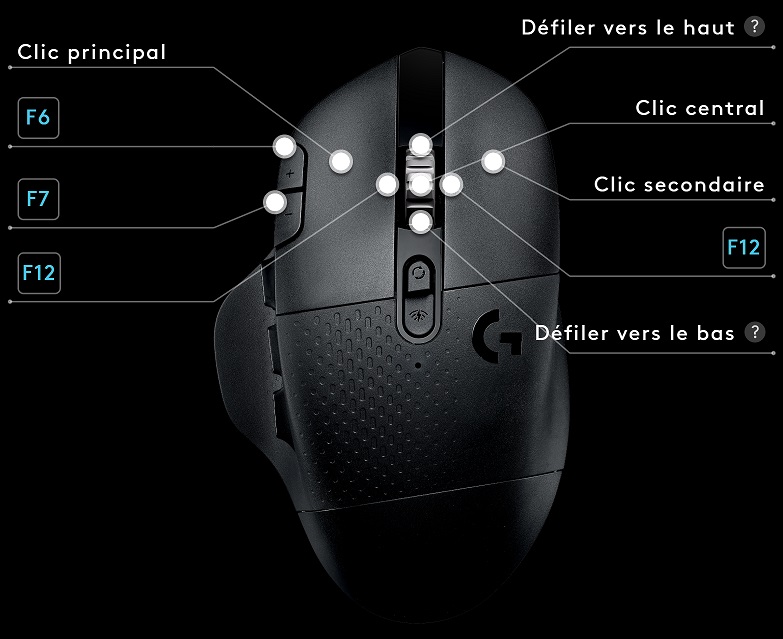 Défiler vers le haut ?
Clic principal
Clic central
F6
Clic secondaire
F7
F12
F12
Défiler vers le bas ?
+
-
G